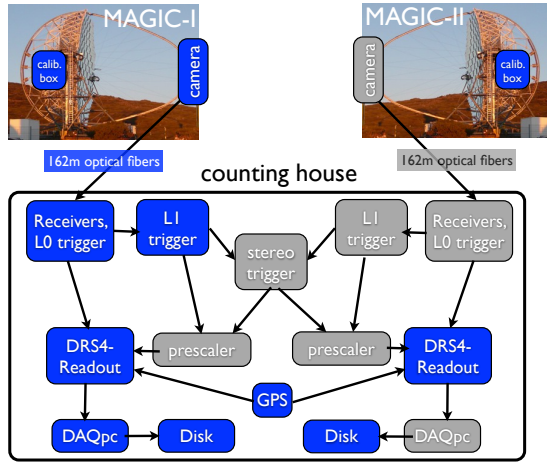 MAGIC-I
MAGIC-II
calib.
box
camera
camera
calib.
box
162m optical fibers
162m optical fibers
counting house
Receivers,
L0 trigger
L1
trigger
stereo
trigger
L1
trigger
Receivers,
L0 trigger
DRS4-
Readout
prescaler
prescaler
DRS4-
Readout
GPS
DAQpc
Disk
Disk
DAQpc